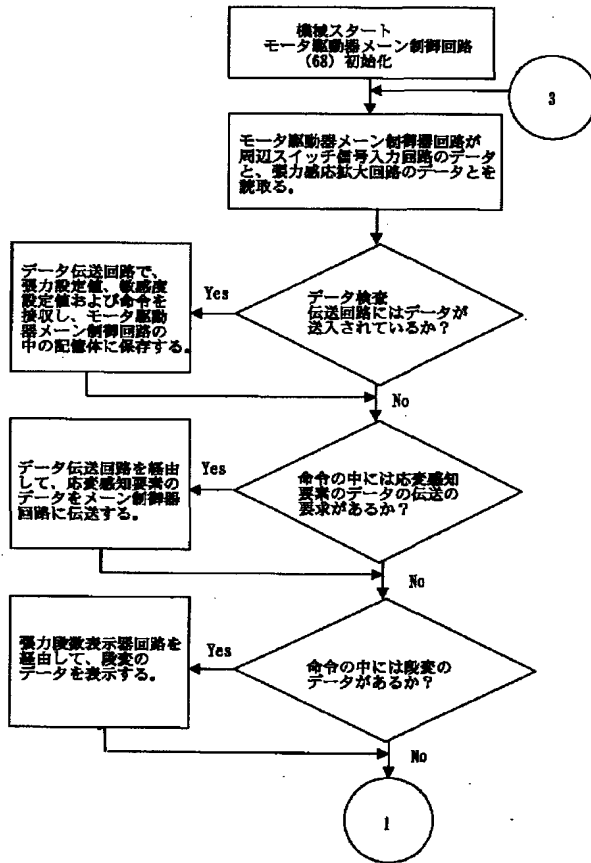 機械スタート
モータ駆動器メーン制御回路
(68) 初期化
3
モータ駆動器メーン制御器回路が
周辺スイッチ信号入力回路のデータ
と、張力感応拡大回路のデータとを
読取る。
データ伝送回路で、
張力設定値、敏感度
設定値および命令を
接収し、モータ駆動
器メーン制御回路の
中の記憶体に保存する。
Yes
データ検査
伝送回路にはデータが
送入されているか？
No
データ伝送回路を経由
して、応変感知要素の
データをメーン制御器
回路に伝送する。
Yes
命令の中には応変感知
要素のデータの伝送の
要求があるか？
No
張力段数表示器回路を
経由して、段変の
データを表示する。
Yes
命令の中には段変の
データがあるか？
No
1